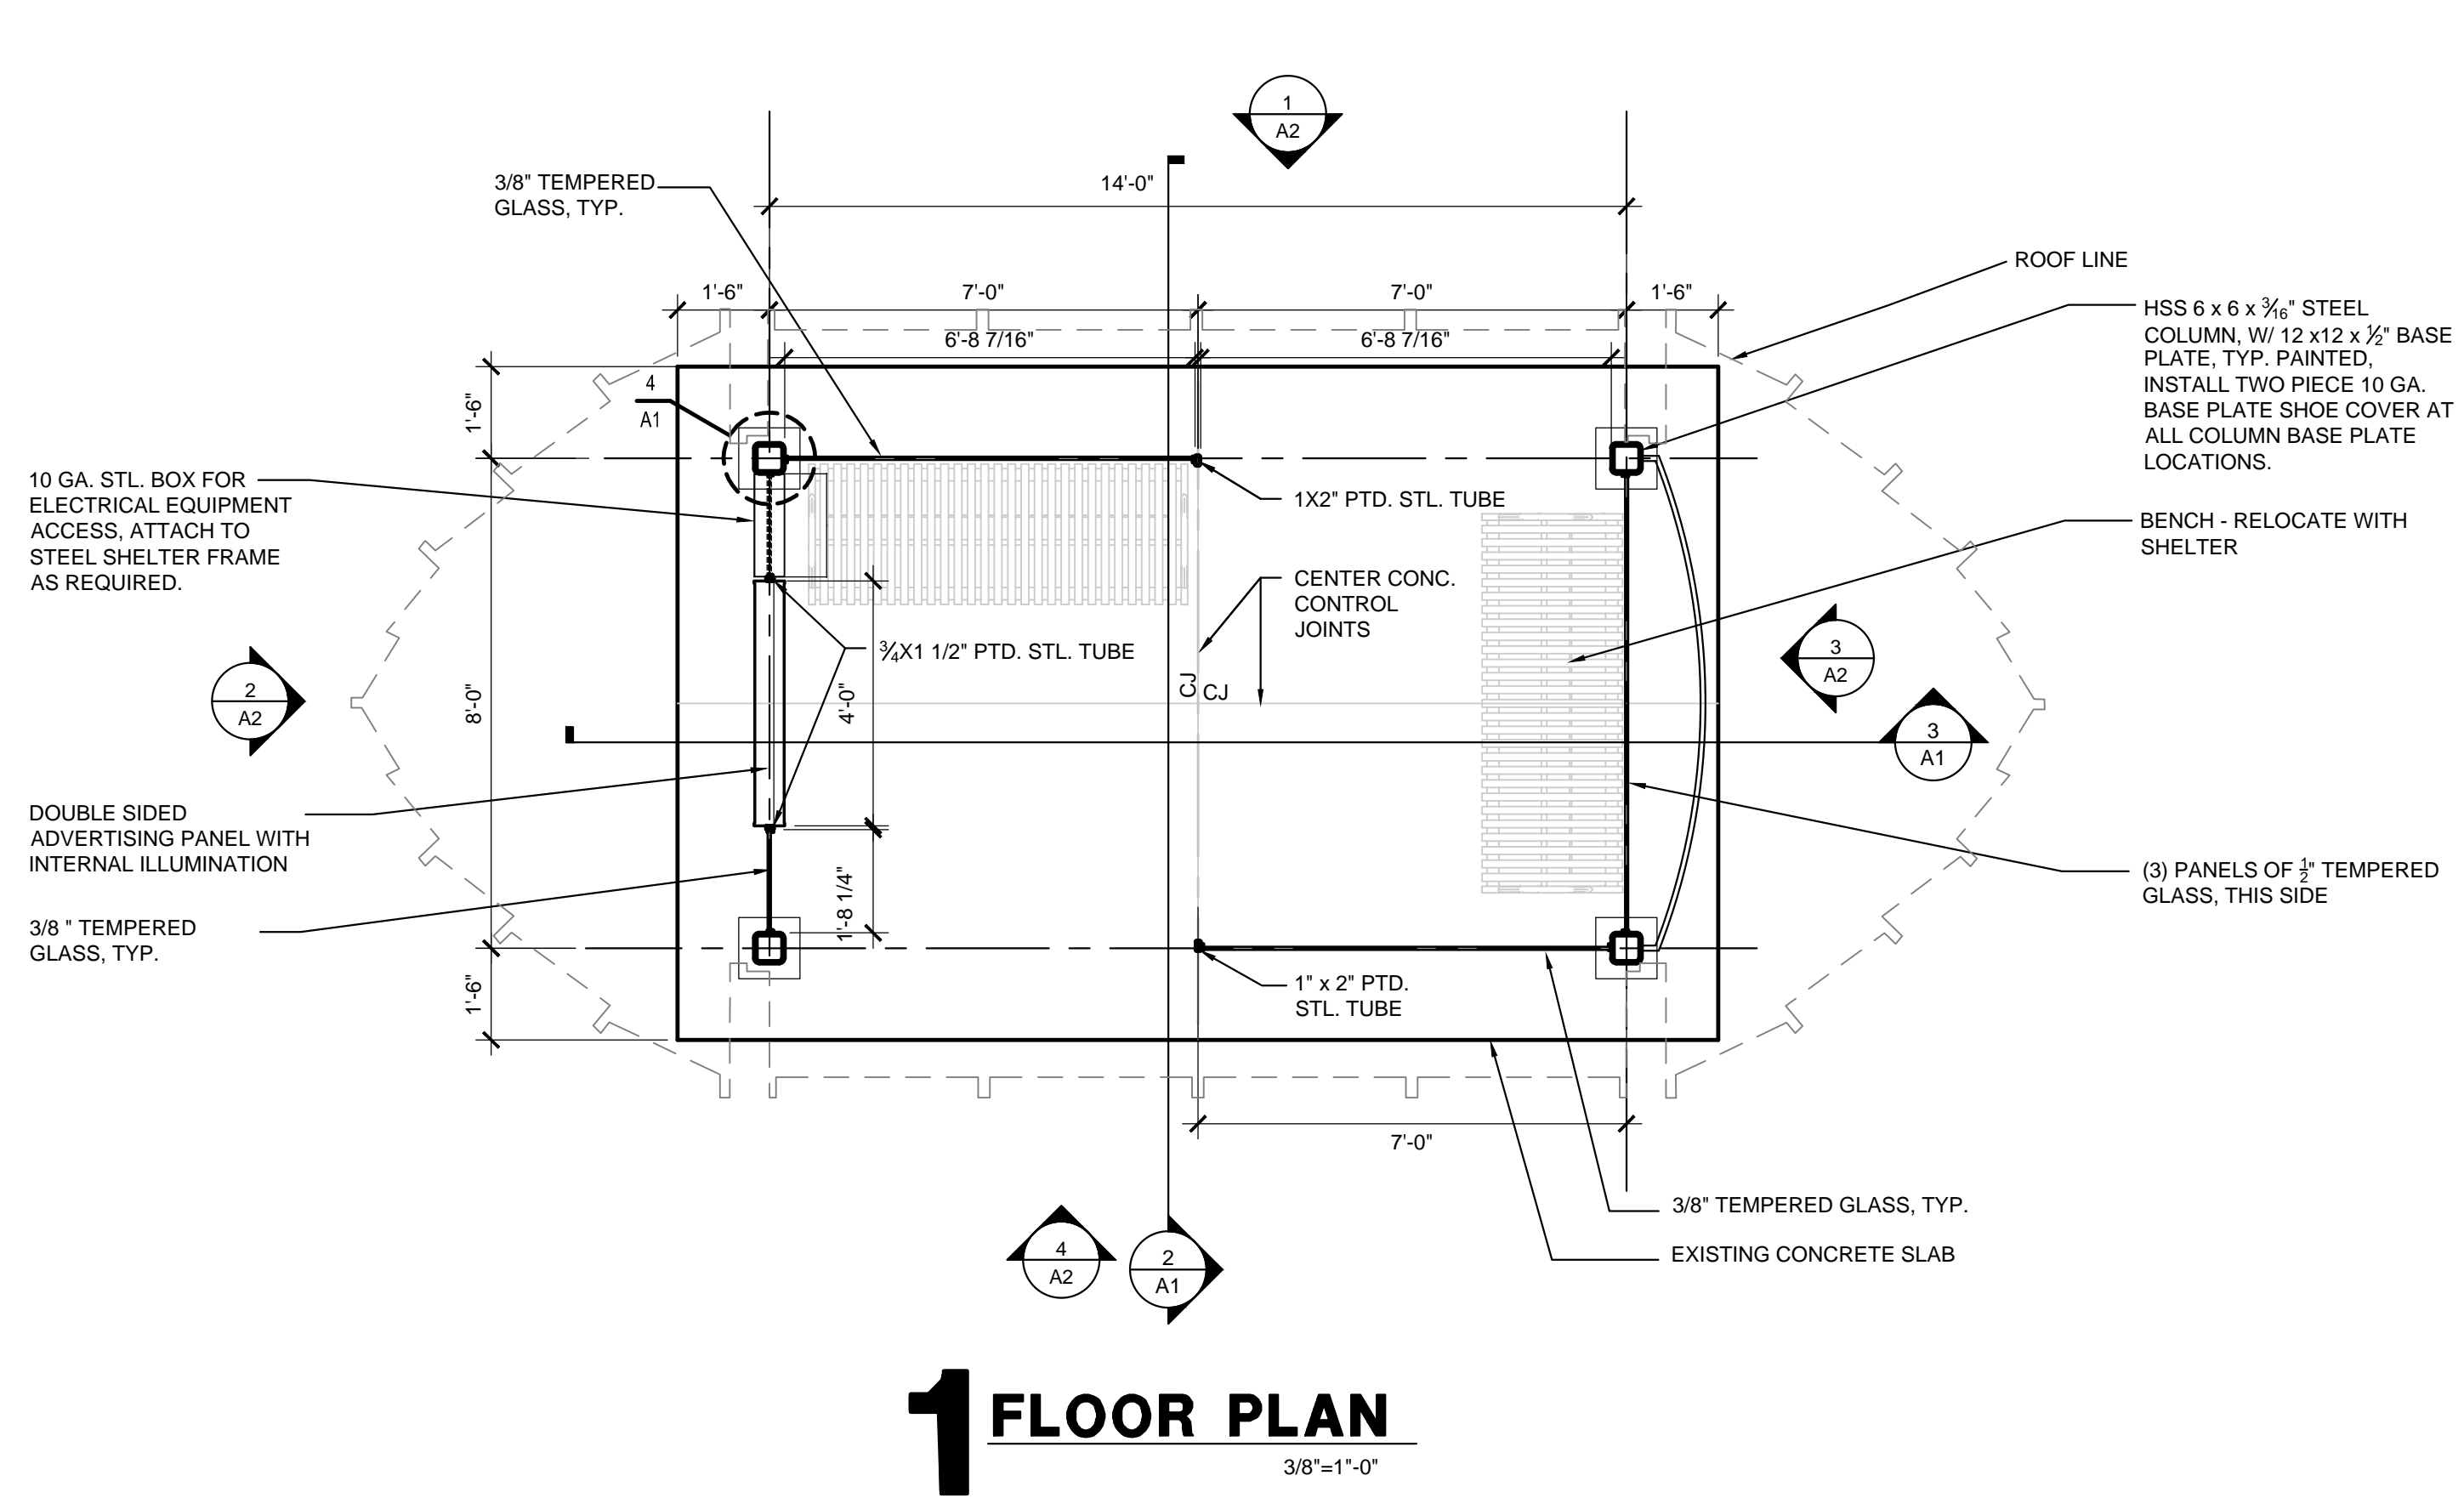 1
A2
3/8" TEMPERED
GLASS, TYP.
14'-0"
ROOF LINE
1'-6"
7'-0"
7'-0"
1'-6"
HSS 6 x 6 x 3⁄16" STEEL
COLUMN, W/ 12 x12 x 1⁄2" BASE
PLATE, TYP. PAINTED,
INSTALL TWO PIECE 10 GA.
BASE PLATE SHOE COVER AT
ALL COLUMN BASE PLATE
LOCATIONS.
6'-8 7/16"
6'-8 7/16"
4
A1
1'-6"
10 GA. STL. BOX FOR
ELECTRICAL EQUIPMENT
ACCESS, ATTACH TO
STEEL SHELTER FRAME
AS REQUIRED.
1X2" PTD. STL. TUBE
BENCH - RELOCATE WITH
SHELTER
CENTER CONC.
CONTROL
JOINTS
3⁄4X1 1/2" PTD. STL. TUBE
2
A2
8'-0"
4'-0"
CJ
CJ
3
A2
3
A1
DOUBLE SIDED
ADVERTISING PANEL WITH
INTERNAL ILLUMINATION
(3) PANELS OF 1⁄2" TEMPERED
GLASS, THIS SIDE
1'-8 1/4"
3/8 " TEMPERED
GLASS, TYP.
1'-6"
1" x 2" PTD.
STL. TUBE
7'-0"
3/8" TEMPERED GLASS, TYP.
4
A2
2
A1
EXISTING CONCRETE SLAB
1 FLOOR PLAN
3/8"=1"-0"